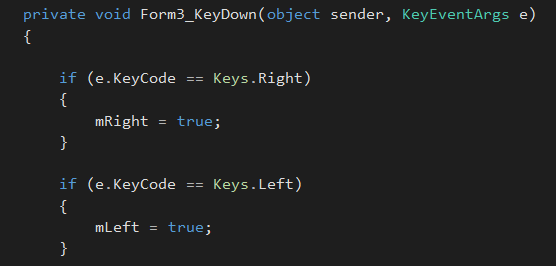 private void Form3_KeyDown(object sender, KeyEventArgs e)
{
if (e.KeyCode == Keys.Right)
{
mRight = true;
}
if (e.KeyCode == Keys.Left)
{
mLeft = true;
}